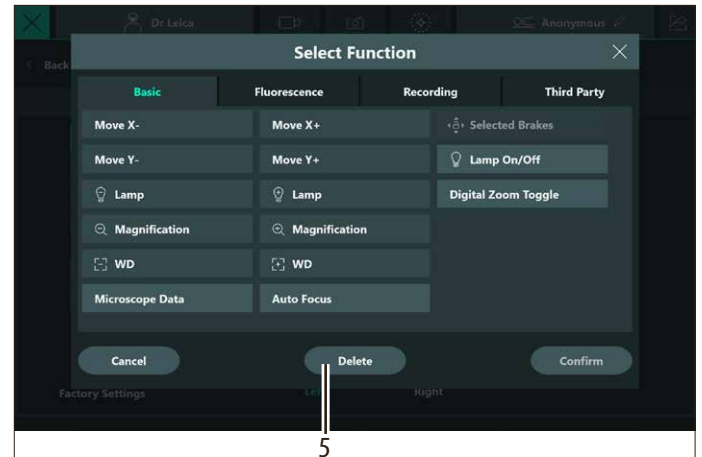 Dr Leica
Anonymous
Back
Select Function
Basic Fluorescence Recording Third Party
Move X- Move X+ Selected Brakes
Move Y- Move Y+ Lamp On/Off
Lamp Lamp Digital Zoom Toggle
Magnification Magnification
WD WD
Microscope Data Auto Focus
Cancel Delete Confirm
Factory Settings Right
5